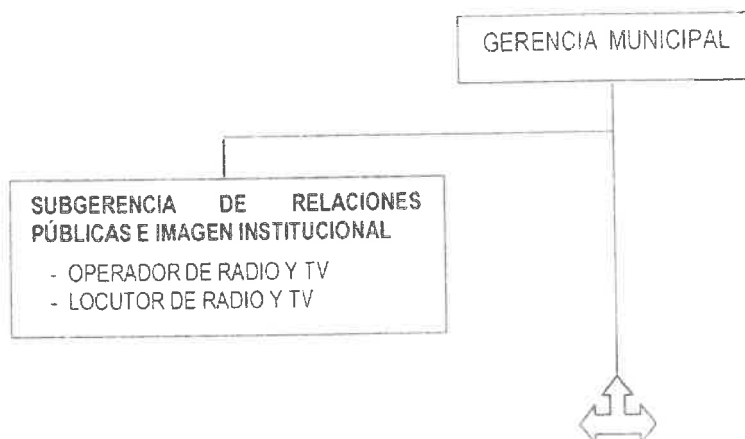 GERENCIA MUNICIPAL
SUBGERENCIA DE RELACIONES
PÚBLICAS E IMAGEN INSTITUCIONAL
- OPERADOR DE RADIO Y TV
- LOCUTOR DE RADIO Y TV